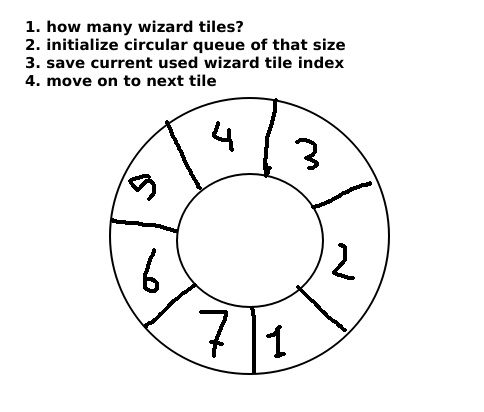 1. how many wizard tiles?
2. initialize circular queue of that size
3. save current used wizard tile index
4. move on to next tile
4
3
5
2
6
7
1